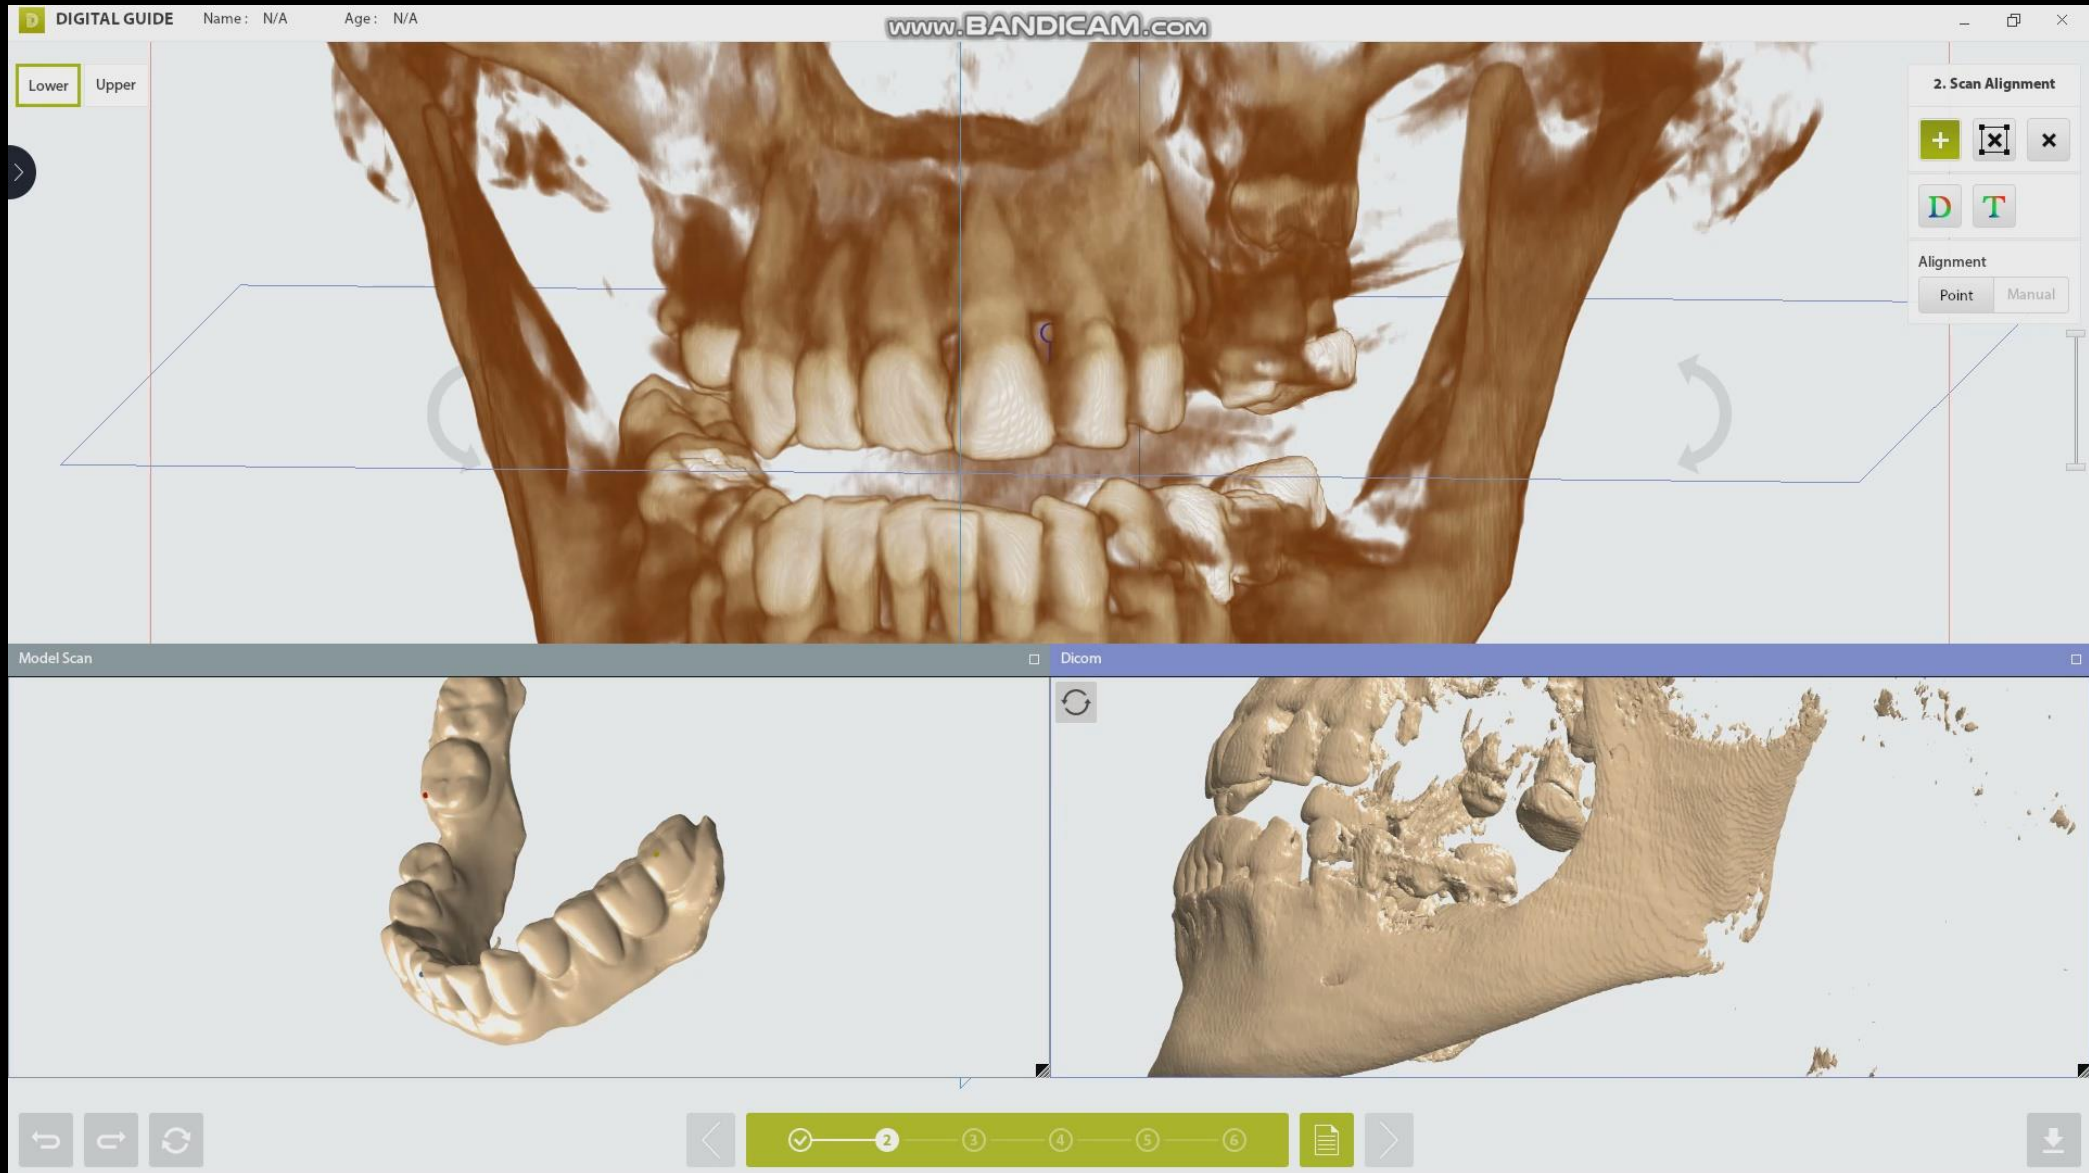 D DIGITAL GUIDE Name : N/A Age : N/A
www.BANDICAM.com
Lower Upper
2. Scan Alignment
D T
Alignment
Point Manual
Model Scan
Dicom
2 3 4 5 6